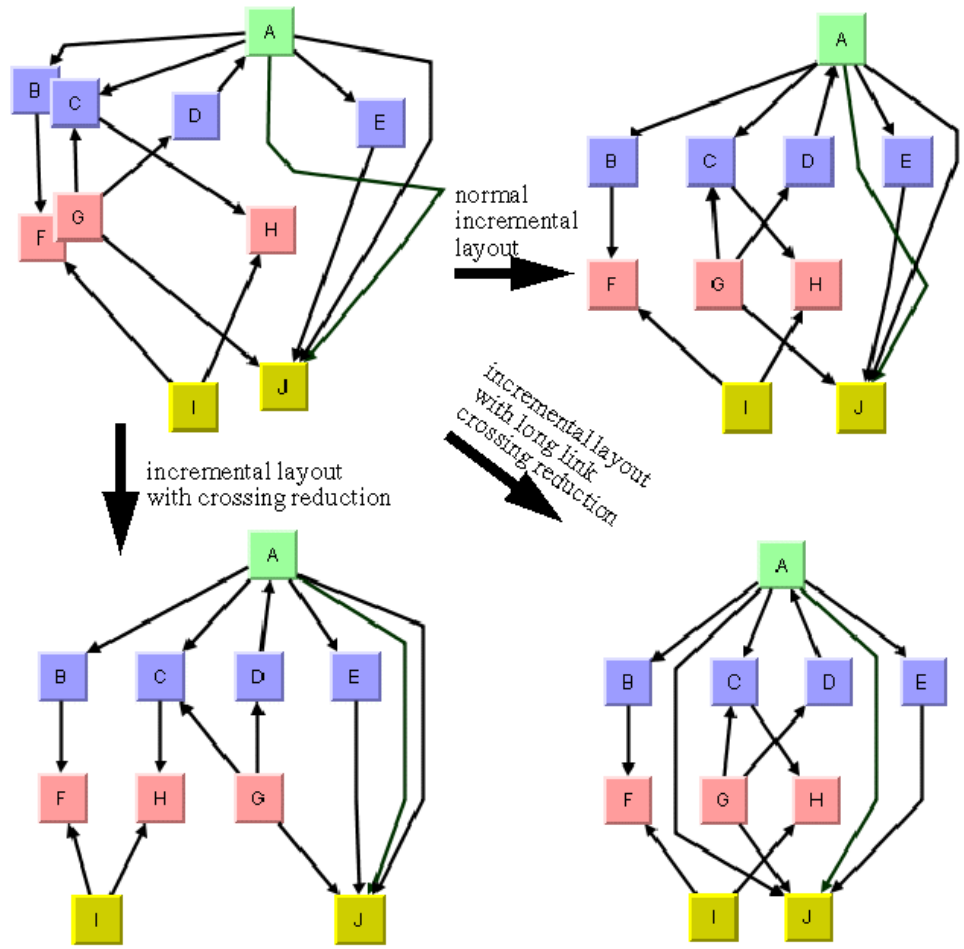 A
B
C
D
E
F
G
H
I
J
normal
incremental
layout
A
B
C
D
E
F
G
H
I
J
incremental layout
with crossing reduction
incremental layout
with long link
crossing reduction
A
B
C
D
E
F
H
G
I
J
A
B
C
D
E
F
G
H
I
J